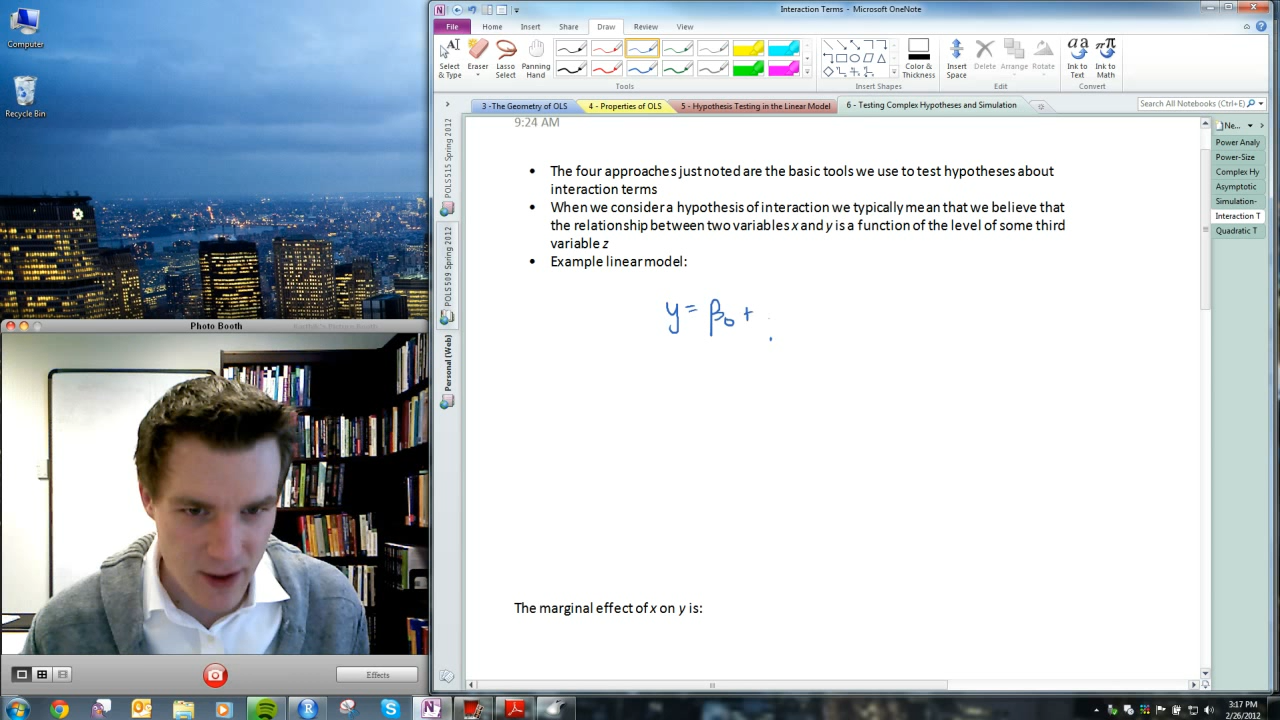 Computer
Recycle Bin
Interaction Terms - Microsoft OneNote
File Home Insert Share Draw Review View
Select & Type
Eraser
Lasso Select
Panning Hand
Color & Thickness
Insert Space
Delete
Arrange
Rotate
Ink to Text
Ink to Math
Tools
Insert Shapes
Edit
Convert
3 -The Geometry of OLS
4 - Properties of OLS
5 - Hypothesis Testing in the Linear Model
6 - Testing Complex Hypotheses and Simulation
Search All Notebooks (Ctrl+E)
POLS 515 Spring 2012
POLS 509 Spring 2012
Personal (Web)
9:24 AM
• The four approaches just noted are the basic tools we use to test hypotheses about
interaction terms
• When we consider a hypothesis of interaction we typically mean that we believe that
the relationship between two variables x and y is a function of the level of some third
variable z
• Example linear model:
y = β0 +
The marginal effect of x on y is:
Ne...
Power Analy
Power-Size
Complex Hy
Asymptotic
Simulation-
Interaction T
Quadratic T
Photo Booth
Effects
3:17 PM
2/26/2012